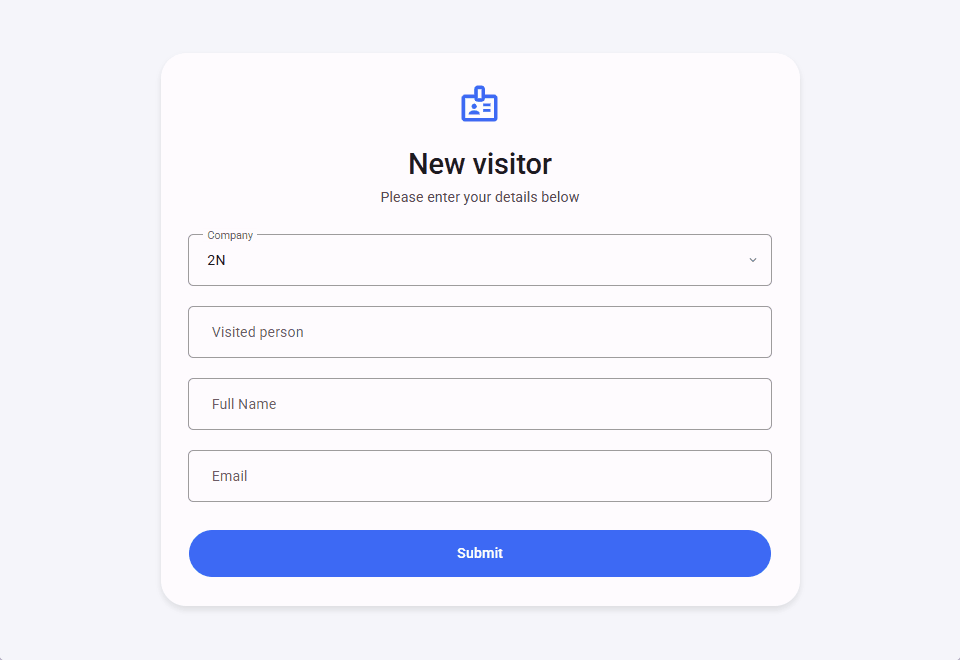 New visitor
Please enter your details below
Company
2N
Visited person
Full Name
Email
Submit